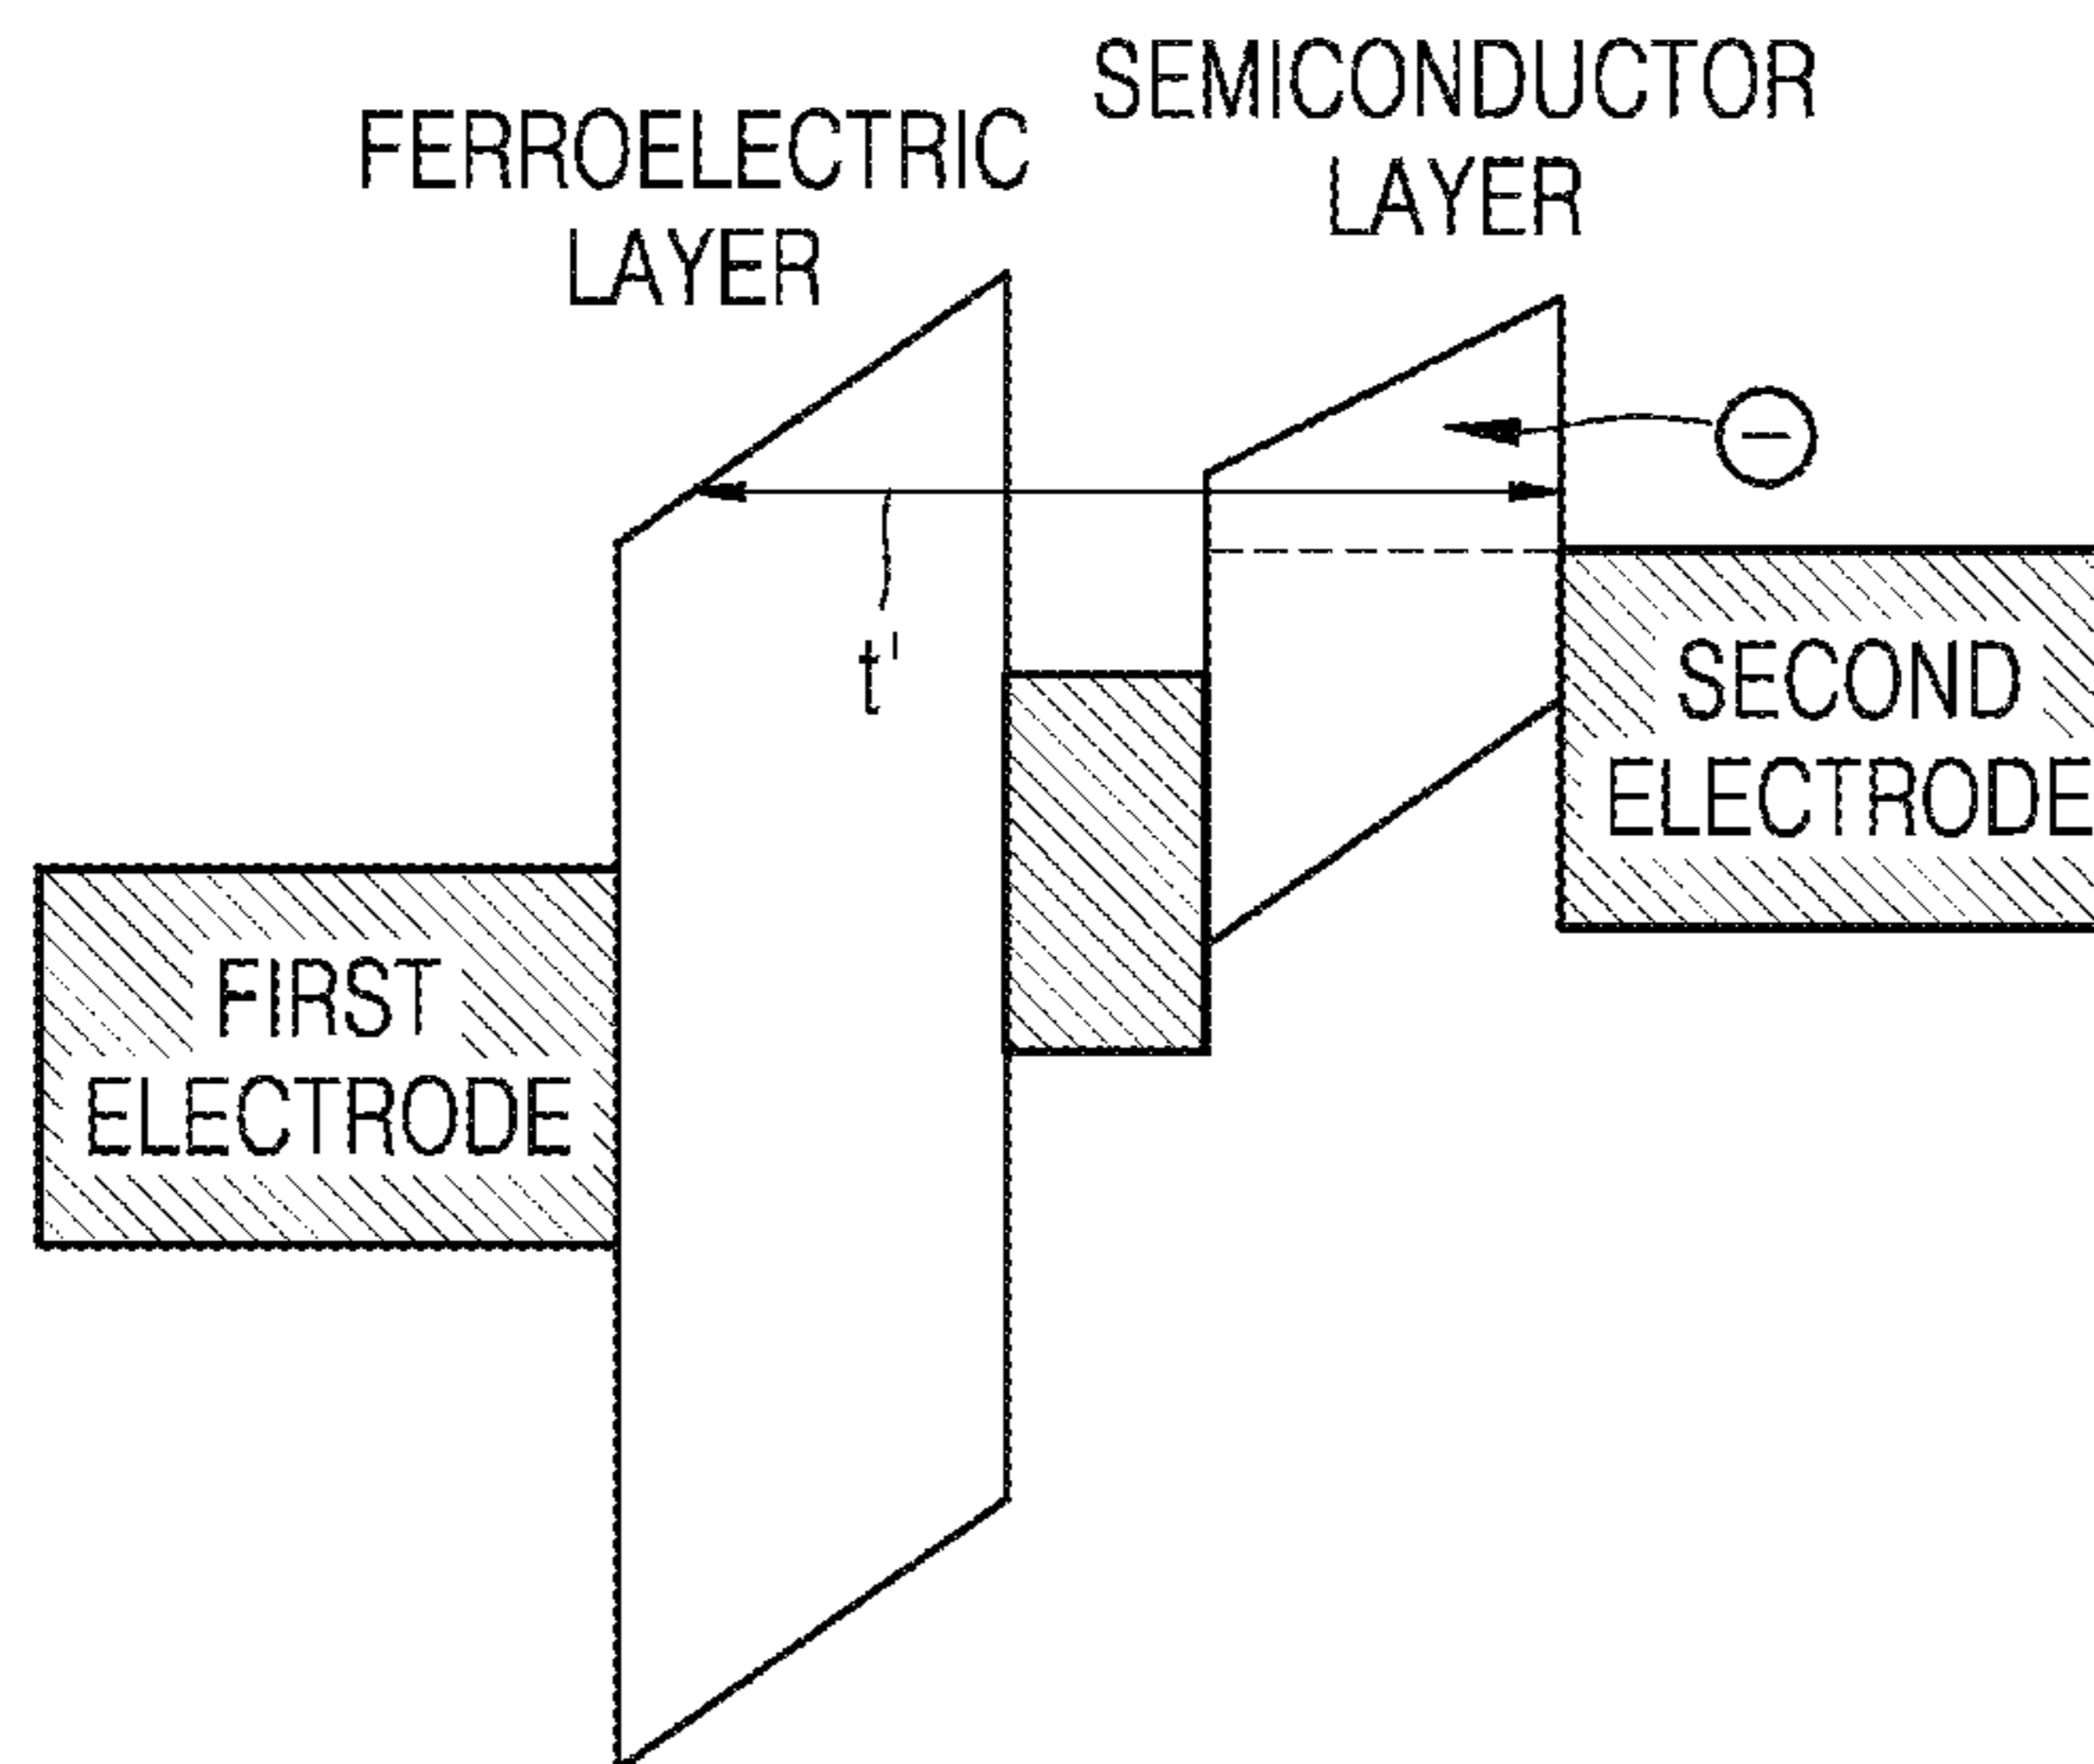 FERROELECTRIC
LAYER
SEMICONDUCTOR
LAYER
t'
SECOND
ELECTRODE
FIRST
ELECTRODE